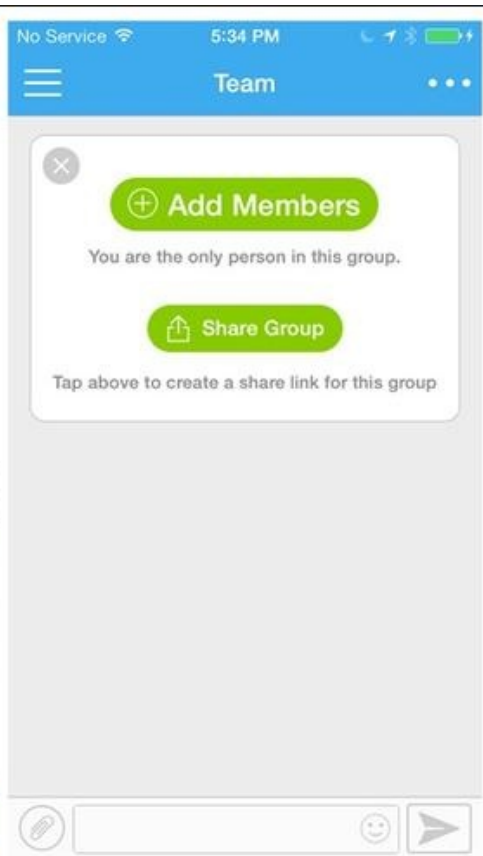 No Service 5:34 PM
Team
Add Members
You are the only person in this group.
Share Group
Tap above to create a share link for this group